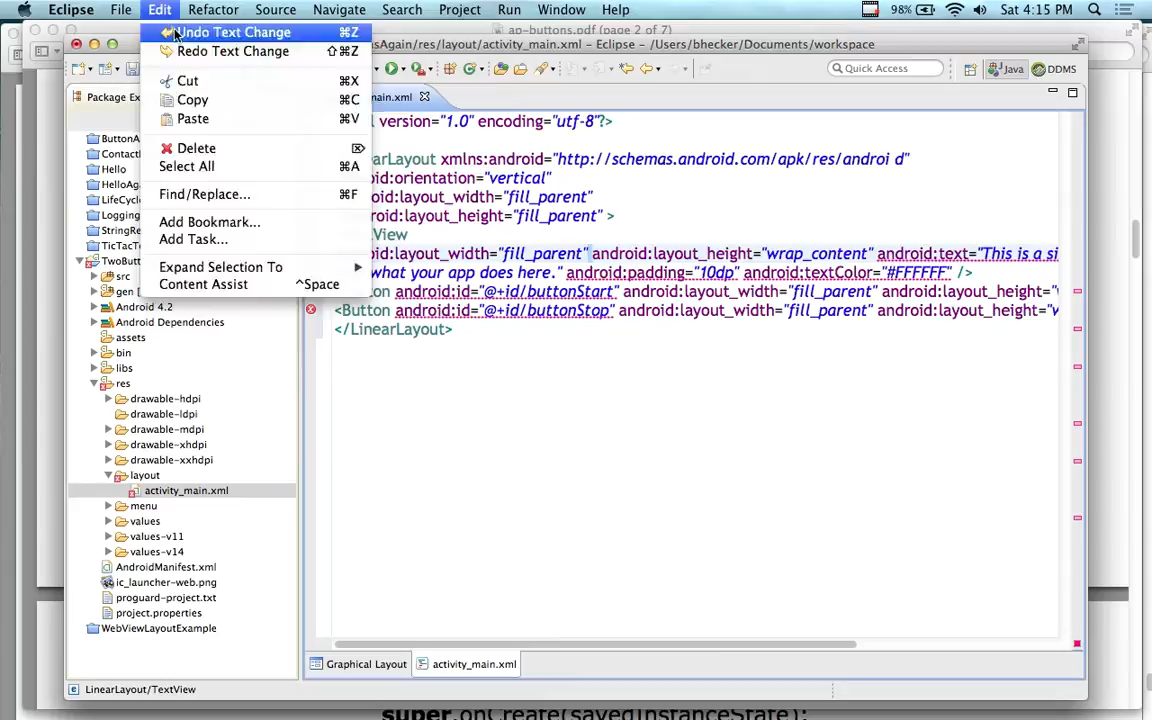 Eclipse File Edit Refactor Source Navigate Search Project Run Window Help 98% Sat 4:15 PM
ap-buttons.pdf (page 2 of 7)
Again/res/layout/activity_main.xml - Eclipse - /Users/bhecker/Documents/workspace
Undo Text Change ⌘Z
Redo Text Change ⇧⌘Z
Cut ⌘X
Copy ⌘C
Paste ⌘V
Delete ⌦
Select All ⌘A
Find/Replace... ⌘F
Add Bookmark...
Add Task...
Expand Selection To
Content Assist ^Space
Quick Access
Java
DDMS
Package Ex
main.xml
ButtonA
Contact
Hello
HelloAg
LifeCycl
Logging
StringRe
TicTacT
TwoButt
src
gen
Android 4.2
Android Dependencies
assets
bin
libs
res
drawable-hdpi
drawable-ldpi
drawable-mdpi
drawable-xhdpi
drawable-xxhdpi
layout
activity_main.xml
menu
values
values-v11
values-v14
AndroidManifest.xml
ic_launcher-web.png
proguard-project.txt
project.properties
WebViewLayoutExample
l version="1.0" encoding="utf-8"?>
earLayout xmlns:android="http://schemas.android.com/apk/res/androi d"
oid:orientation="vertical"
oid:layout_width="fill_parent"
oid:layout_height="fill_parent" >
View
oid:layout_width="fill_parent" android:layout_height="wrap_content" android:text="This is a si
what your app does here." android:padding="10dp" android:textColor="#FFFFFF" />
ton android:id="@+id/buttonStart" android:layout_width="fill_parent" android:layout_height="w
<Button android:id="@+id/buttonStop" android:layout_width="fill_parent" android:layout_height="w
</LinearLayout>
Graphical Layout
activity_main.xml
LinearLayout/TextView
super.onCreate(savedInstanceState);